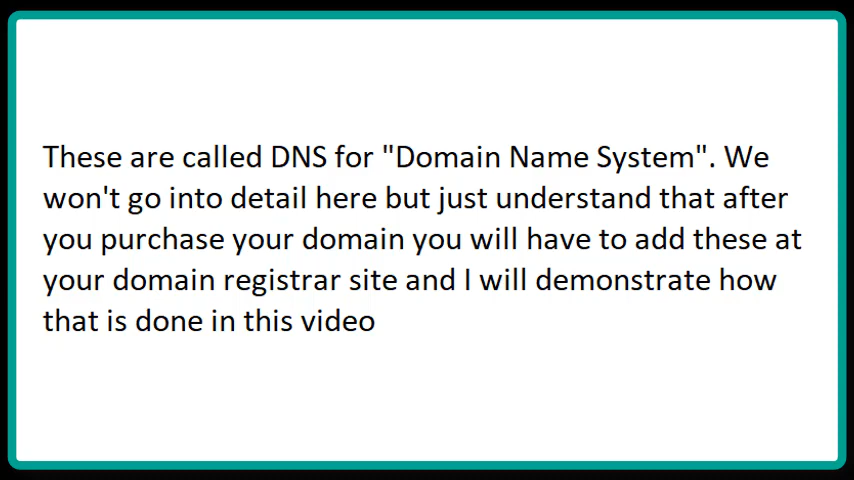 These are called DNS for "Domain Name System". We
won't go into detail here but just understand that after
you purchase your domain you will have to add these at
your domain registrar site and I will demonstrate how
that is done in this video